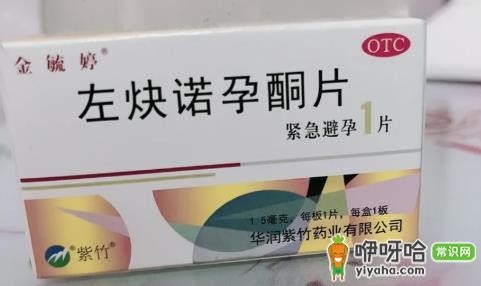 金毓婷®
OTC
左炔诺孕酮片
紧急避孕1片
1.5毫克, 每板1片, 每盒1板
华润紫竹药业有限公司
紫竹®
咿呀哈 常识网
yiyaha.com